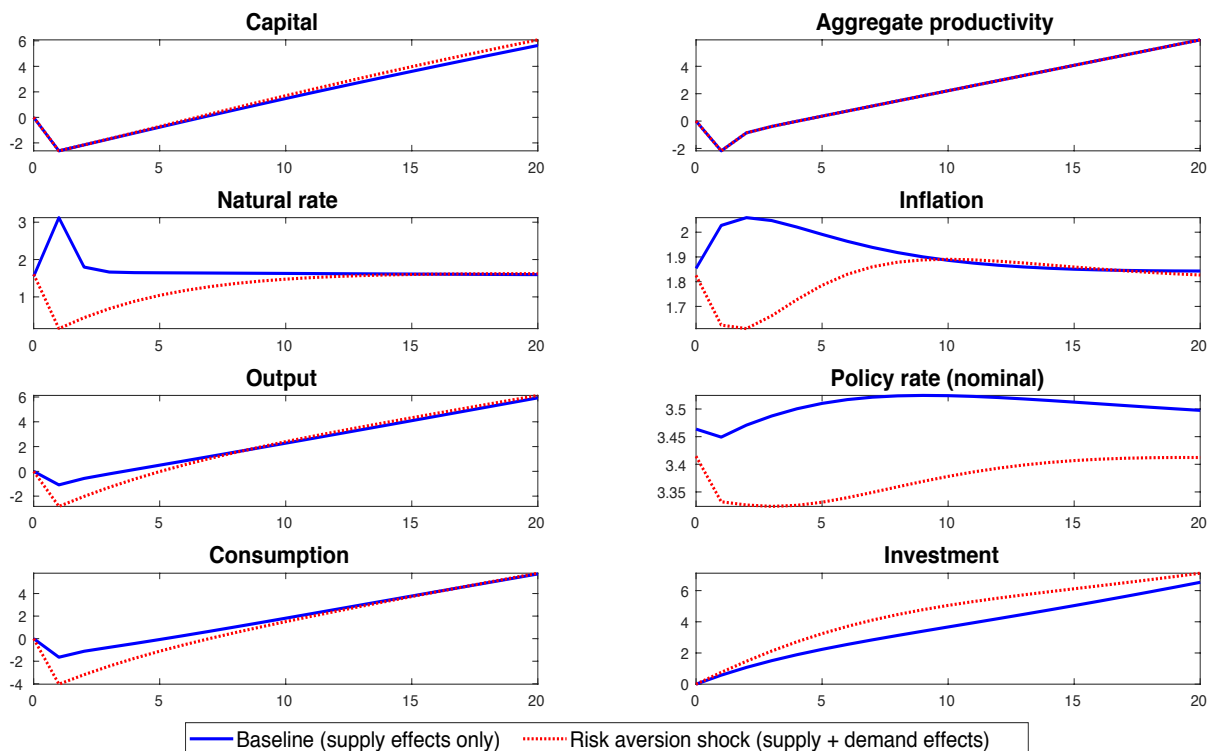 Capital
6
4
2
0
-2
0 5 10 15 20
Aggregate productivity
4
2
0
-2
0 5 10 15 20
Natural rate
3
2
1
0 5 10 15 20
Inflation
2
1.9
1.8
1.7
0 5 10 15 20
Output
6
4
2
0
-2
0 5 10 15 20
Policy rate (nominal)
3.5
3.45
3.4
3.35
0 5 10 15 20
Consumption
4
2
0
-2
-4
0 5 10 15 20
Investment
6
4
2
0
0 5 10 15 20
Baseline (supply effects only) Risk aversion shock (supply + demand effects)